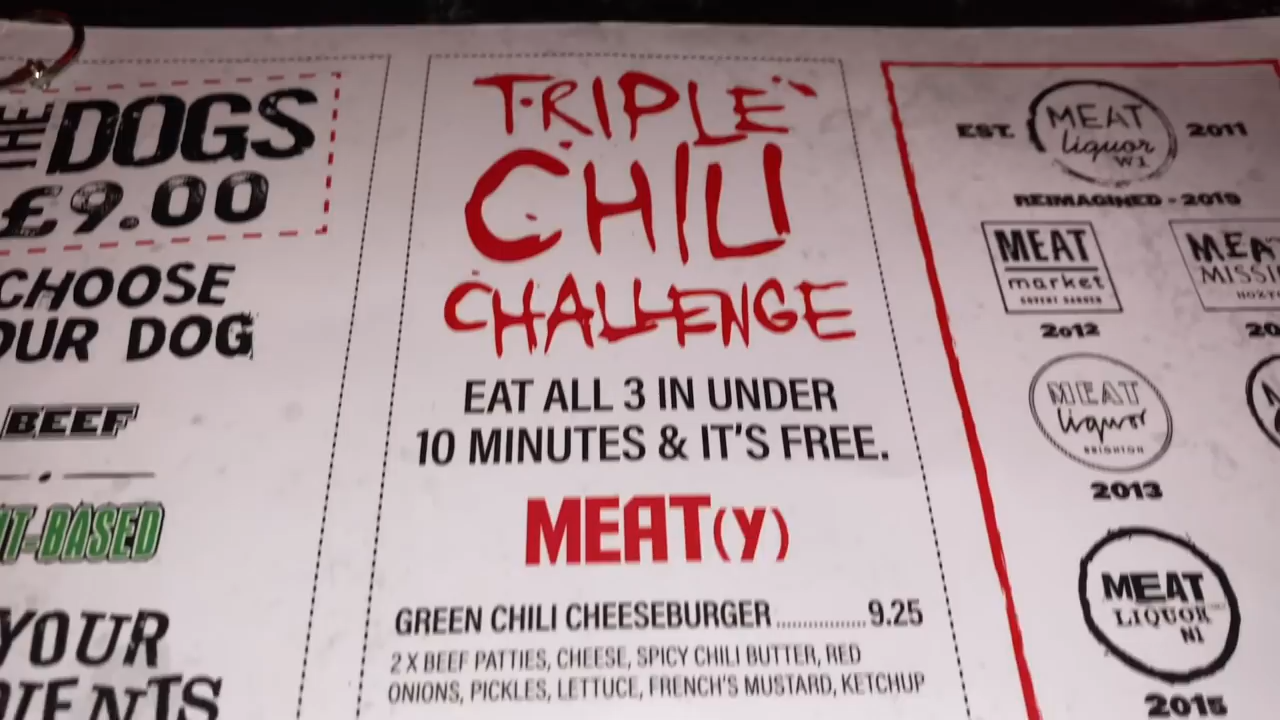 THE DOGS
£9.00
CHOOSE
OUR DOG
BEEF
T-BASED
YOUR
TRIPLE
CHILI
CHALLENGE
EAT ALL 3 IN UNDER
10 MINUTES & IT'S FREE.
MEAT(Y)
GREEN CHILI CHEESEBURGER................9.25
2 X BEEF PATTIES, CHEESE, SPICY CHILI BUTTER, RED
ONIONS, PICKLES, LETTUCE, FRENCH'S MUSTARD, KETCHUP
EST. MEAT 2011
liquor
W1
REIMAGINED - 2019
MEAT
market
COVENT GARDEN
2012
MEAT
liquor
BRIGHTON
2013
MEAT
LIQUOR
N1
2015